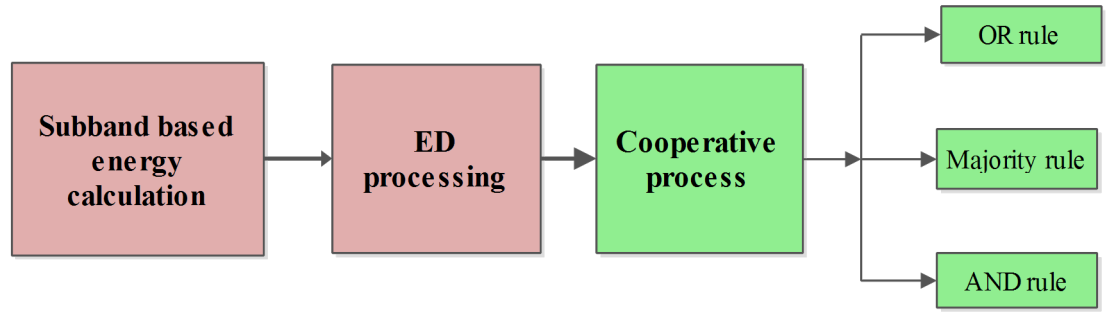 Subband based
energy
calculation
ED
processing
Cooperative
process
OR rule
Majority rule
AND rule